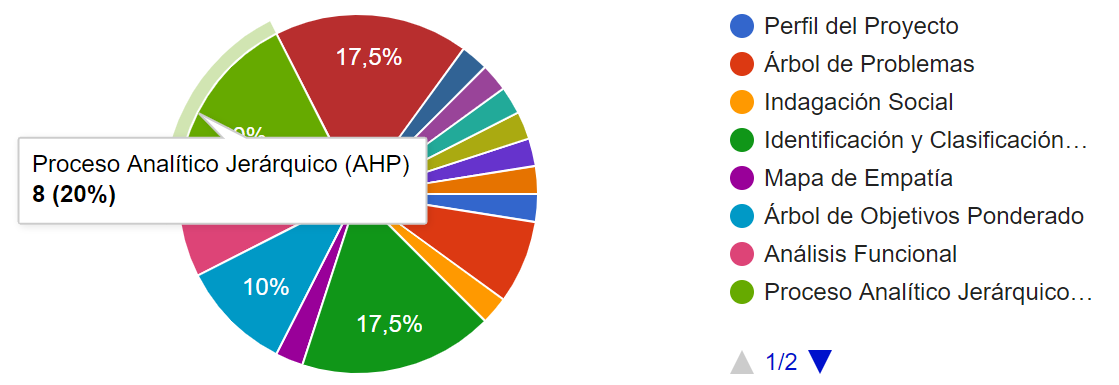 17,5%
Proceso Analítico Jerárquico (AHP)
8 (20%)
10%
17,5%
Perfil del Proyecto
Árbol de Problemas
Indagación Social
Identificación y Clasificación…
Mapa de Empatía
Árbol de Objetivos Ponderado
Análisis Funcional
Proceso Analítico Jerárquico…
1/2